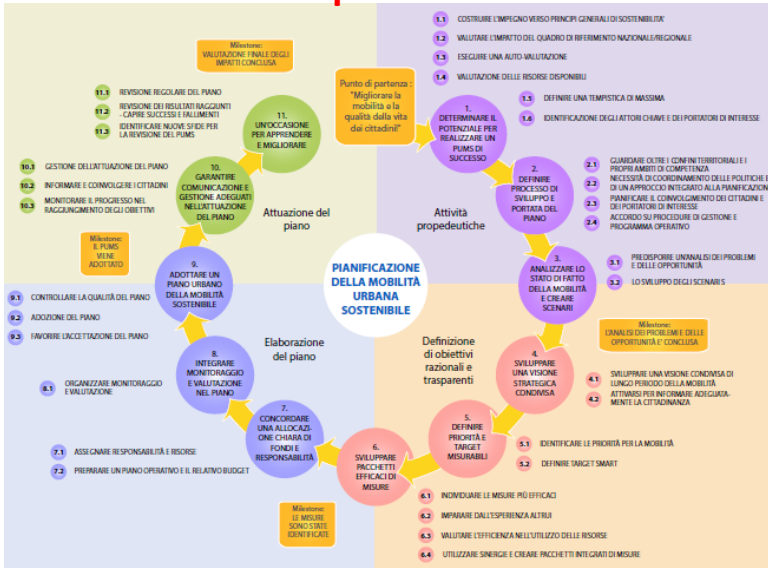 Milestone:
VALUTAZIONE FINALE DEGLI
IMPATTI CONCLUSA
Punto di partenza :
"Migliorare la
mobilità e la
qualità della vita
dei cittadini!"
1.1 COSTRUIRE L'IMPEGNO VERSO PRINCIPI GENERALI DI SOSTENIBILITA'
1.2 VALUTARE L'IMPATTO DEL QUADRO DI RIFERIMENTO NAZIONALE/REGIONALE
1.3 ESEGUIRE UNA AUTO-VALUTAZIONE
1.4 VALUTAZIONE DELLE RISORSE DISPONIBILI
1.5 DEFINIRE UNA TEMPISTICA DI MASSIMA
1.6 IDENTIFICAZIONE DEGLI ATTORI CHIAVE E DEI PORTATORI DI INTERESSE
1.
DETERMINARE IL
POTENZIALE PER
REALIZZARE UN
PUMS DI
SUCCESSO
2.
DEFINIRE
PROCESSO DI
SVILUPPO E
PORTATA DEL
PIANO
2.1 GUARDARE OLTRE I CONFINI TERRITORIALI E I
PROPRI AMBITI DI COMPETENZA
2.2 NECESSITÀ DI COORDINAMENTO DELLE POLITICHE E
DI UN APPROCCIO INTEGRATO ALLA PIANIFICAZION
2.3 PIANIFICARE IL COINVOLGIMENTO DEI CITTADINI E
DEI PORTATORI DI INTERESSE
2.4 ACCORDO SU PROCEDURE DI GESTIONE E
PROGRAMMA OPERATIVO
Attività
propedeutiche
3.
ANALIZZARE LO
STATO DI FATTO
DELLA MOBILITÀ
E CREARE
SCENARI
3.1 PREDISPORRE UN'ANALISI DEI PROBLEMI
E DELLE OPPORTUNITÀ
3.2 LO SVILUPPO DEGLI SCENARI S
Milestone:
L'ANALISI DEI PROBLEMI E DELLE
OPPORTUNITÀ E' CONCLUSA
4.
SVILUPPARE
UNA VISIONE
STRATEGICA
CONDIVISA
4.1 SVILUPPARE UNA VISIONE CONDIVISA DI
LUNGO PERIODO DELLA MOBILITÀ
4.2 ATTIVARSI PER INFORMARE ADEGUATA-
MENTE LA CITTADINANZA
Definizione
di obiettivi
razionali e
trasparenti
5.
DEFINIRE
PRIORITÀ E
TARGET
MISURABILI
5.1 IDENTIFICARE LE PRIORITÀ PER LA MOBILITÀ
5.2 DEFINIRE TARGET SMART
6.
SVILUPPARE
PACCHETTI
EFFICACI DI
MISURE
6.1 INDIVIDUARE LE MISURE PIÙ EFFICACI
6.2 IMPARARE DALL'ESPERIENZA ALTRUI
6.3 VALUTARE L'EFFICIENZA NELL'UTILIZZO DELLE RISORSE
6.4 UTILIZZARE SINERGIE E CREARE PACCHETTI INTEGRATI DI MISURE
Milestone:
LE MISURE
SONO STATE
IDENTIFICATE
7.
CONCORDARE
UNA ALLOCAZI-
ONE CHIARA DI
FONDI E
RESPONSABILITÀ
7.1 ASSEGNARE RESPONSABILITÀ E RISORSE
7.2 PREPARARE UN PIANO OPERATIVO E IL RELATIVO BUDGET
8.
INTEGRARE
MONITORAGGIO
E VALUTAZIONE
NEL PIANO
8.1 ORGANIZZARE MONITORAGGIO
E VALUTAZIONE
Elaborazione
del piano
9.
ADOTTARE UN
PIANO URBANO
DELLA MOBILITÀ
SOSTENIBILE
9.1 CONTROLLARE LA QUALITÀ DEL PIANO
9.2 ADOZIONE DEL PIANO
9.3 FAVORIRE L'ACCETTAZIONE DEL PIANO
Milestone:
IL PUMS
VIENE
ADOTTATO
10.
GARANTIRE
COMUNICAZIONE E
GESTIONE ADEGUATI
NELL'ATTUAZIONE
DEL PIANO
10.1 GESTIONE DELL'ATTUAZIONE DEL PIANO
10.2 INFORMARE E COINVOLGERE I CITTADINI
10.3 MONITORARE IL PROGRESSO NEL
RAGGIUNGIMENTO DEGLI OBIETTIVI
Attuazione del
piano
11.
UN'OCCASIONE
PER APPRENDERE
E MIGLIORARE
11.1 REVISIONE REGOLARE DEL PIANO
11.2 REVISIONE DEI RISULTATI RAGGIUNTI
- CAPIRE SUCCESSI E FALLIMENTI
11.3 IDENTIFICARE NUOVE SFIDE PER
LA REVISIONE DEL PUMS
PIANIFICAZIONE
DELLA MOBILITÀ
URBANA
SOSTENIBILE